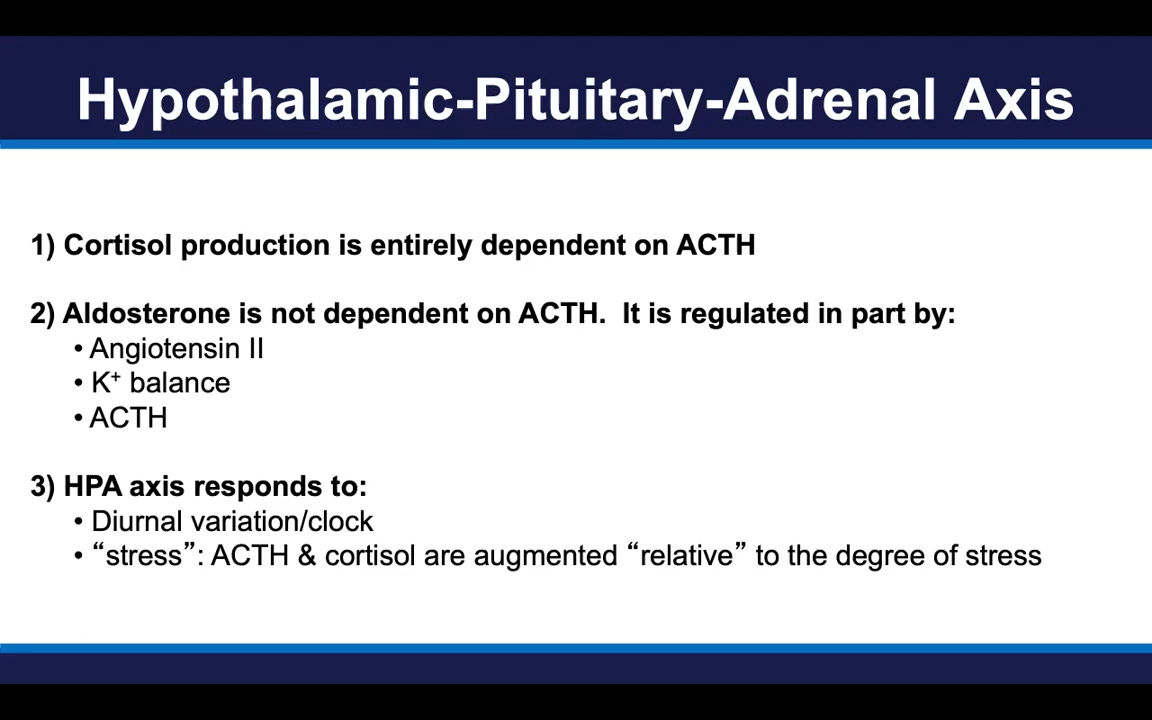 Hypothalamic-Pituitary-Adrenal Axis
1) Cortisol production is entirely dependent on ACTH
2) Aldosterone is not dependent on ACTH.  It is regulated in part by:
• Angiotensin II
• K⁺ balance
• ACTH
3) HPA axis responds to:
• Diurnal variation/clock
• “stress”: ACTH & cortisol are augmented “relative” to the degree of stress